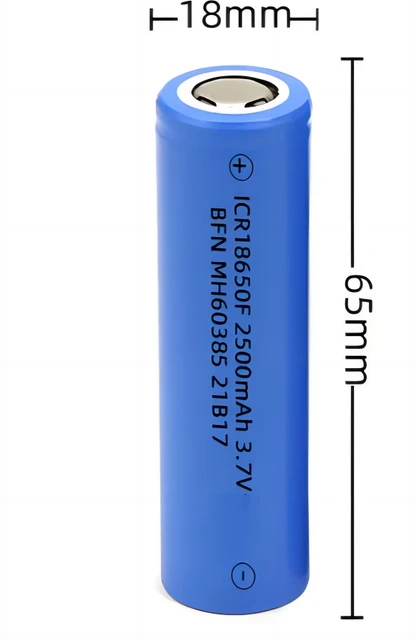 18mm
65mm
+
ICR18650F 2500mAh 3.7V
BFN MH60385 21B17
-